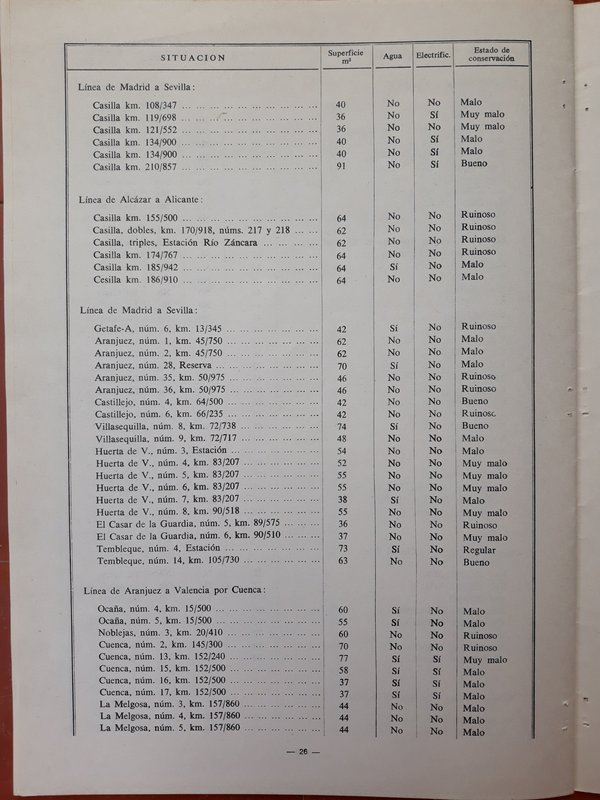 SITUACION Superficie m² Agua Electrific. Estado de conservación
Línea de Madrid a Sevilla:
Casilla km. 108/347 ... ... ... ... ... ... ... ... ... ... 40 No No Malo
Casilla km. 119/698 ... ... ... ... ... ... ... ... ... ... 36 No Sí Muy malo
Casilla km. 121/552 ... ... ... ... ... ... ... ... ... ... 36 No No Muy malo
Casilla km. 134/900 ... ... ... ... ... ... ... ... ... ... 40 No Sí Malo
Casilla km. 134/900 ... ... ... ... ... ... ... ... ... ... 40 No Sí Malo
Casilla km. 210/857 ... ... ... ... ... ... ... ... ... ... 91 No Sí Bueno
Línea de Alcázar a Alicante:
Casilla km. 155/500 ... ... ... ... ... ... ... ... ... ... 64 No No Ruinoso
Casilla, dobles, km. 170/918, núms. 217 y 218 ... ... 62 No No Ruinoso
Casilla, triples, Estación Río Záncara ... ... ... ... 62 No No Ruinoso
Casilla km. 174/767 ... ... ... ... ... ... ... ... ... ... 64 No No Ruinoso
Casilla km. 185/942 ... ... ... ... ... ... ... ... ... ... 64 Sí No Malo
Cesilla km. 186/910 ... ... ... ... ... ... ... ... ... ... 64 No No Malo
Línea de Madrid a Sevilla:
Getafe-A, núm. 6, km. 13/345 ... ... ... ... ... ... ... 42 Sí No Ruinoso
Aranjuez, núm. 1, km. 45/750 ... ... ... ... ... ... ... 62 No No Malo
Aranjuez, núm. 2, km. 45/750 ... ... ... ... ... ... ... 62 No No Malo
Aranjuez, núm. 28, Reserva ... ... ... ... ... ... ... ... 70 Sí No Malo
Aranjuez, núm. 35, km. 50/975 ... ... ... ... ... ... ... 46 No No Ruinoso
Aranjuez, núm. 36, km. 50/975 ... ... ... ... ... ... ... 46 No No Ruinoso
Castillejo, núm. 4, km. 64/500 ... ... ... ... ... ... ... 42 No No Bueno
Castillejo, núm. 6, km. 66/235 ... ... ... ... ... ... ... 42 No No Ruinoso
Villasequilla, núm. 8, km. 72/738 ... ... ... ... ... ... 74 Sí No Bueno
Villasequilla, núm. 9, km. 72/717 ... ... ... ... ... ... 48 No No Malo
Huerta de V., núm. 3, Estación ... ... ... ... ... ... ... 54 No No Malo
Huerta de V., núm. 4, km. 83/207 ... ... ... ... ... ... 52 No No Muy malo
Huerta de V., núm. 5, km. 83/207 ... ... ... ... ... ... 55 No No Muy malo
Huerta de V., núm. 6, km. 83/207 ... ... ... ... ... ... 55 No No Muy malo
Huerta de V., núm. 7, km. 83/207 ... ... ... ... ... ... 38 Sí No Malo
Huerta de V., núm. 8, km. 90/518 ... ... ... ... ... ... 55 No No Muy malo
El Casar de la Guardia, núm. 5, km. 89/575 ... ... ... 36 No No Ruinoso
El Casar de la Guardia, núm. 6, km. 90/510 ... ... ... 37 No No Muy malo
Tembleque, núm. 4, Estación ... ... ... ... ... ... ... 73 Sí No Regular
Tembleque, núm. 14, km. 105/730 ... ... ... ... ... ... 63 No No Bueno
Línea de Aranjuez a Valencia por Cuenca:
Ocaña, núm. 4, km. 15/500 ... ... ... ... ... ... ... ... 60 Sí No Malo
Ocaña, núm. 5, km. 15/500 ... ... ... ... ... ... ... ... 55 Sí No Malo
Noblejas, núm. 3, km. 20/410 ... ... ... ... ... ... ... 60 No No Ruinoso
Cuenca, núm. 2, km. 145/300 ... ... ... ... ... ... ... 70 No No Ruinoso
Cuenca, núm. 13, km. 152/240 ... ... ... ... ... ... ... 77 Sí Sí Muy malo
Cuenca, núm. 15, km. 152/500 ... ... ... ... ... ... ... 58 Sí Sí Malo
Cuenca, núm. 16, km. 152/500 ... ... ... ... ... ... ... 37 Sí Sí Malo
Cuenca, núm. 17, km. 152/500 ... ... ... ... ... ... ... 37 Sí Sí Malo
La Melgosa, núm. 3, km. 157/860 ... ... ... ... ... ... 44 No No Malo
La Melgosa, núm. 4, km. 157/860 ... ... ... ... ... ... 44 No No Malo
La Melgosa, núm. 5, km. 157/860 ... ... ... ... ... ... 44 No No Malo
— 26 —